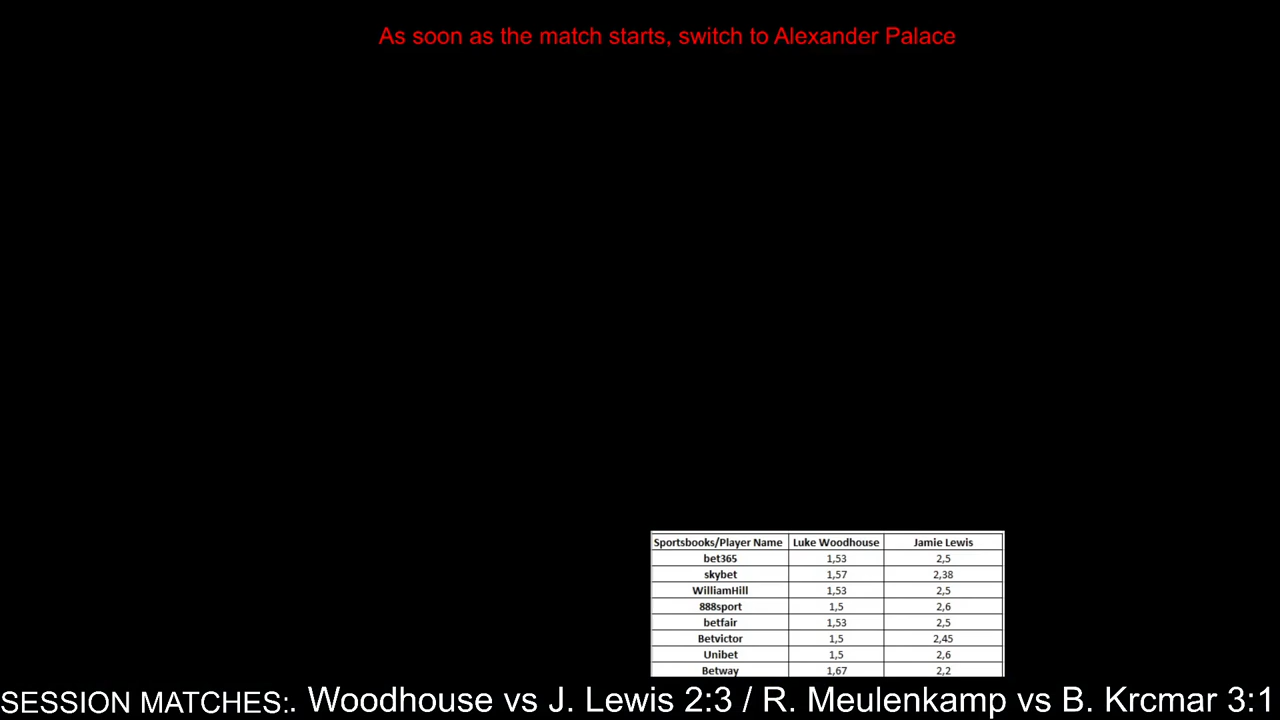 As soon as the match starts, switch to Alexander Palace
Sportsbooks/Player Name Luke Woodhouse Jamie Lewis
bet365 1,53 2,5
skybet 1,57 2,38
WilliamHill 1,53 2,5
888sport 1,5 2,6
betfair 1,53 2,5
Betvictor 1,5 2,45
Unibet 1,5 2,6
Betway 1,67 2,2
SESSION MATCHES:. Woodhouse vs J. Lewis 2:3 / R. Meulenkamp vs B. Krcmar 3:1